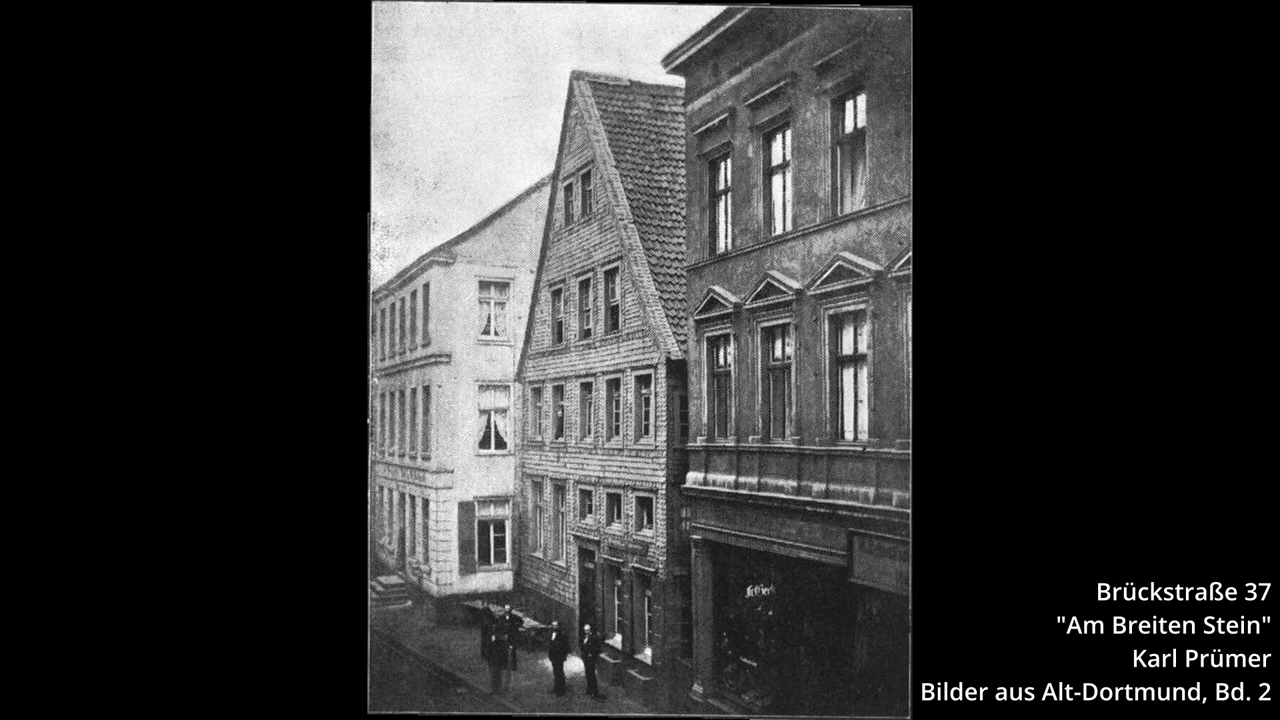 Brückstraße 37
"Am Breiten Stein"
Karl Prümer
Bilder aus Alt-Dortmund, Bd. 2